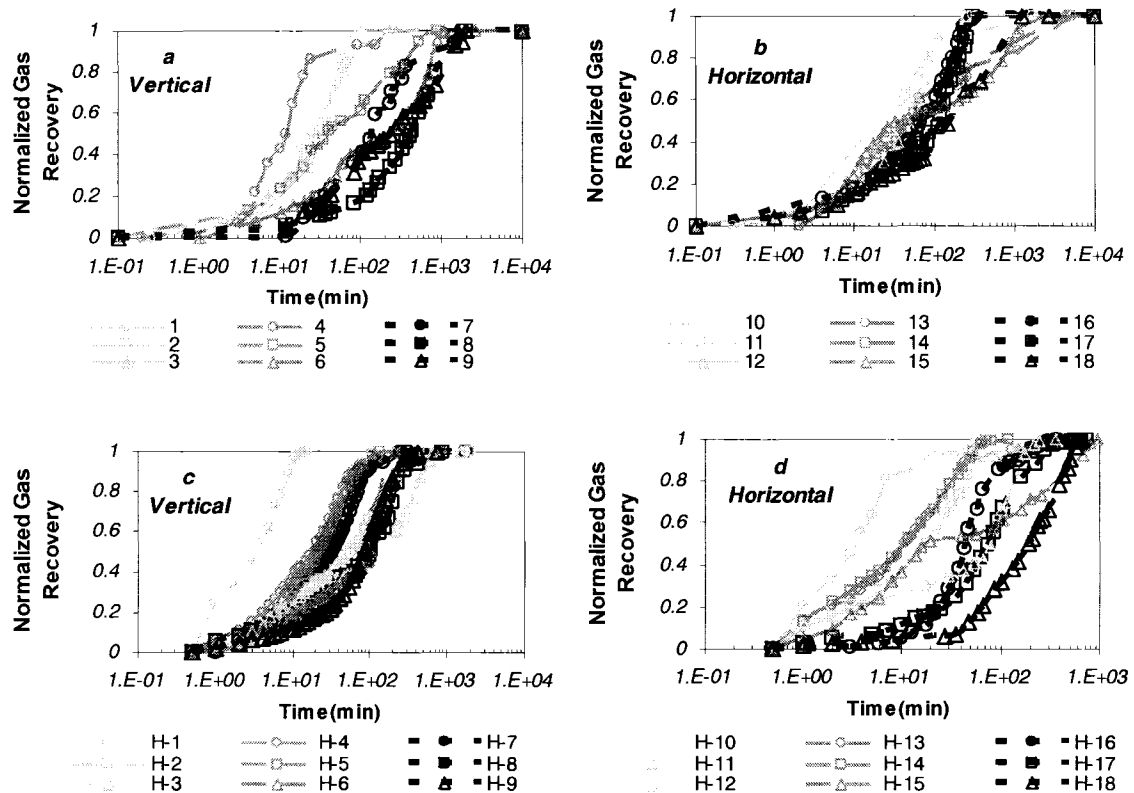 a
Vertical
Normalized Gas
Recovery
1
0.8
0.6
0.4
0.2
0
1.E-01 1.E+00 1.E+01 1.E+02 1.E+03 1.E+04
Time(min)
1 4 7
2 5 8
3 6 9
b
Horizontal
Normalized Gas
Recovery
1
0.8
0.6
0.4
0.2
0
1.E-01 1.E+00 1.E+01 1.E+02 1.E+03 1.E+04
Time(min)
10 13 16
11 14 17
12 15 18
c
Vertical
Normalized Gas
Recovery
1
0.8
0.6
0.4
0.2
0
1.E-01 1.E+00 1.E+01 1.E+02 1.E+03 1.E+04
Time(min)
H-1 H-4 H-7
H-2 H-5 H-8
H-3 H-6 H-9
d
Horizontal
Normalized Gas
Recovery
1
0.8
0.6
0.4
0.2
0
1.E-01 1.E+00 1.E+01 1.E+02 1.E+03
Time(min)
H-10 H-13 H-16
H-11 H-14 H-17
H-12 H-15 H-18